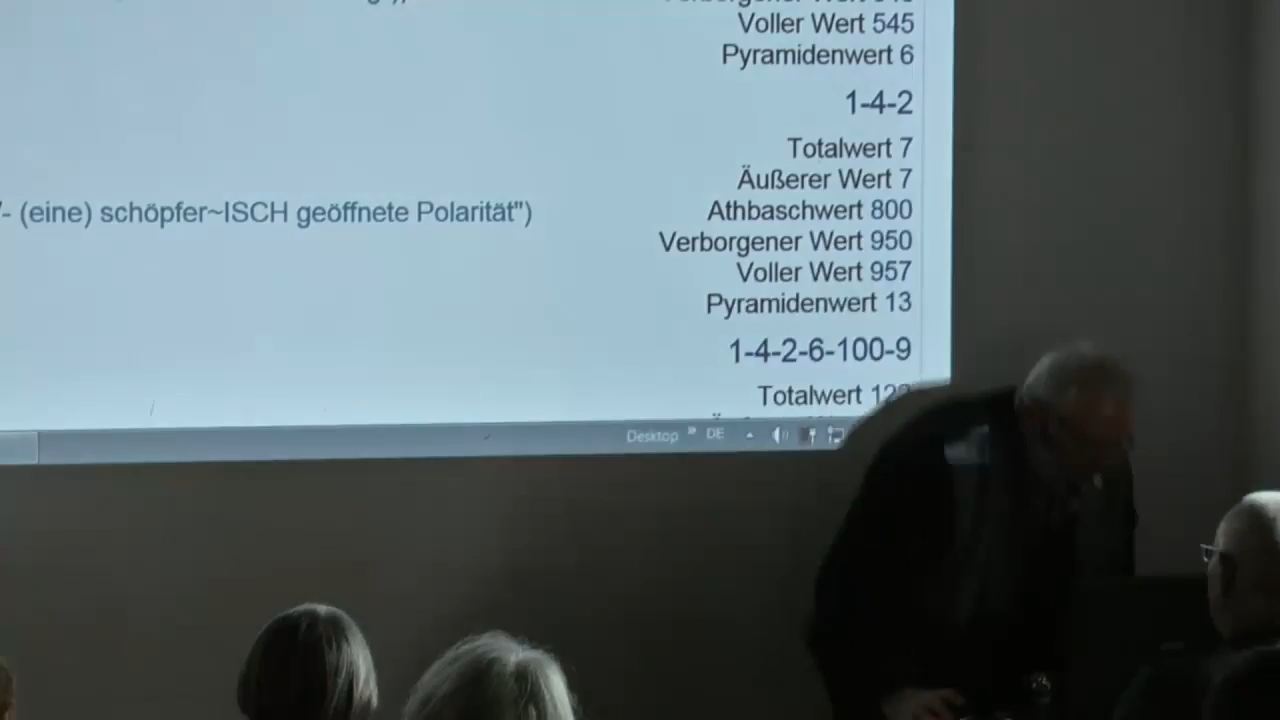 Voller Wert 545
Pyramidenwert 6
1-4-2
Totalwert 7
Äußerer Wert 7
- (eine) schöpfer~ISCH geöffnete Polarität")
Athbaschwert 800
Verborgener Wert 950
Voller Wert 957
Pyramidenwert 13
1-4-2-6-100-9
Totalwert
Desktop » DE